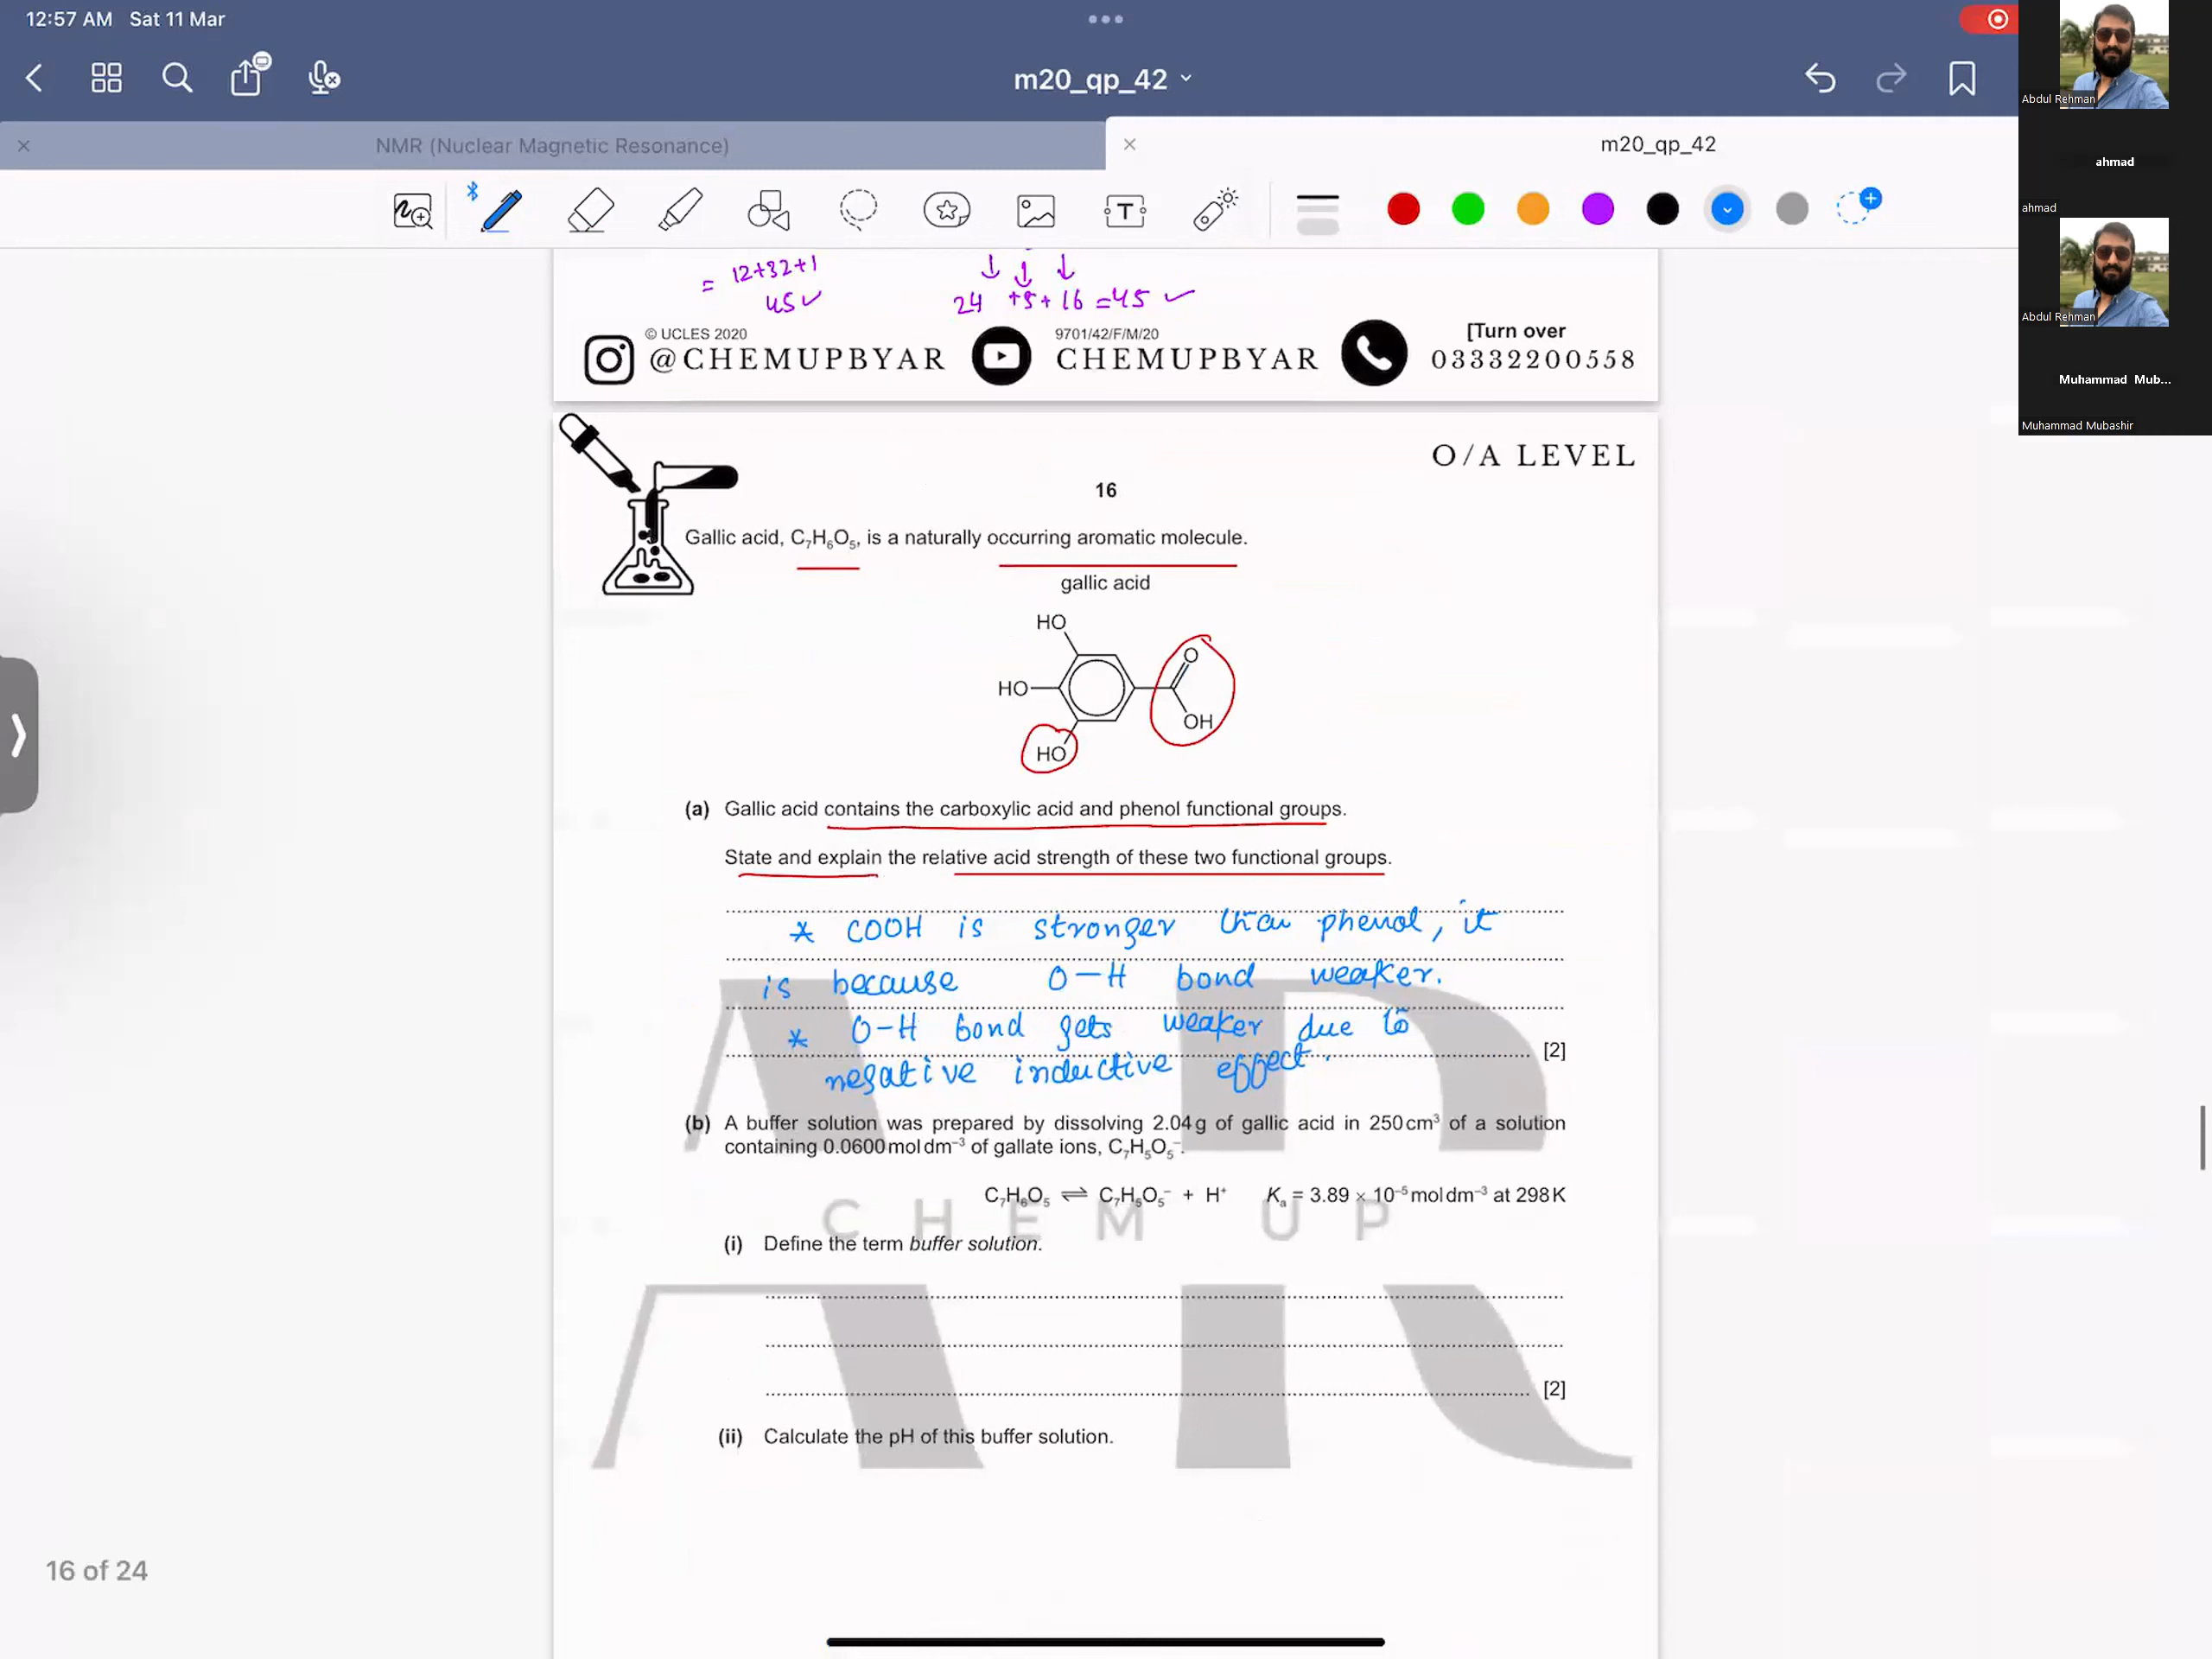 12:57 AM Sat 11 Mar
m20_qp_42
NMR (Nuclear Magnetic Resonance)
m20_qp_42
Abdul Rehman
ahmad
ahmad
Abdul Rehman
Muhammad Mub...
Muhammad Mubashir
= 12+32+1
45 ✓
24 +5+ 16 =45 ✓
© UCLES 2020
9701/42/F/M/20
[Turn over
@CHEMUPBYAR
CHEMUPBYAR
03332200558
O/A LEVEL
16
Gallic acid, C₇H₆O₅, is a naturally occurring aromatic molecule.
gallic acid
HO
O
HO
OH
HO
(a) Gallic acid contains the carboxylic acid and phenol functional groups.
State and explain the relative acid strength of these two functional groups.
* COOH is stronger than phenol, it
is because O–H bond weaker.
* O–H bond gets weaker due to
[2]
negative inductive effect.
(b) A buffer solution was prepared by dissolving 2.04 g of gallic acid in 250 cm³ of a solution
containing 0.0600 mol dm⁻³ of gallate ions, C₇H₅O₅⁻.
C₇H₆O₅ ⇌ C₇H₅O₅⁻ + H⁺ Kₐ = 3.89 × 10⁻⁵ mol dm⁻³ at 298 K
CHEM UP
(i) Define the term buffer solution.
[2]
(ii) Calculate the pH of this buffer solution.
AR
16 of 24